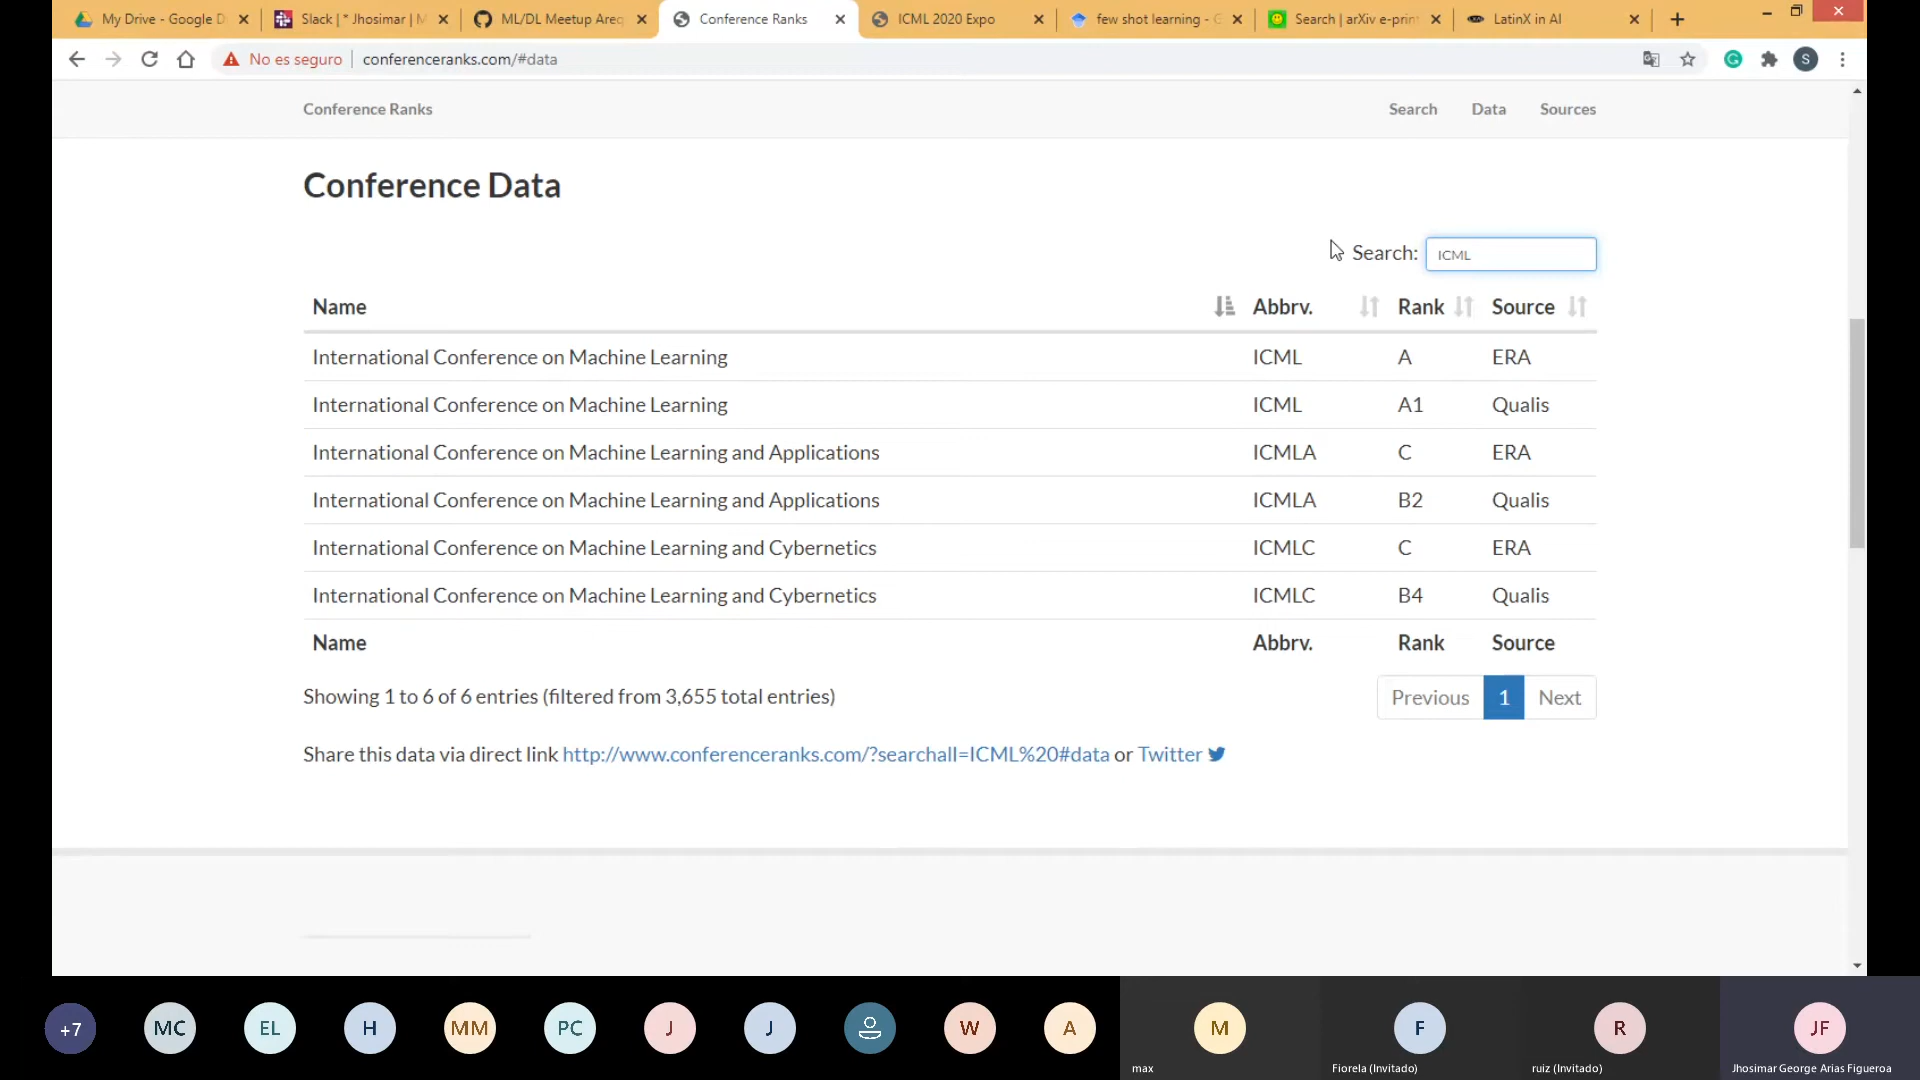 My Drive - Google D
Slack | * Jhosimar | M
ML/DL Meetup Areq
Conference Ranks
ICML 2020 Expo
few shot learning - G
Search | arXiv e-prin
LatinX in AI
No es seguro | conferenceranks.com/#data
S
Conference Ranks Search Data Sources
Conference Data
Search: ICML
Name Abbrv. Rank Source
International Conference on Machine Learning ICML A ERA
International Conference on Machine Learning ICML A1 Qualis
International Conference on Machine Learning and Applications ICMLA C ERA
International Conference on Machine Learning and Applications ICMLA B2 Qualis
International Conference on Machine Learning and Cybernetics ICMLC C ERA
International Conference on Machine Learning and Cybernetics ICMLC B4 Qualis
Name Abbrv. Rank Source
Showing 1 to 6 of 6 entries (filtered from 3,655 total entries) Previous 1 Next
Share this data via direct link http://www.conferenceranks.com/?searchall=ICML%20#data or Twitter
+7 MC EL H MM PC J J W A M F R JF
max Fiorela (Invitado) ruiz (Invitado) Jhosimar George Arias Figueroa